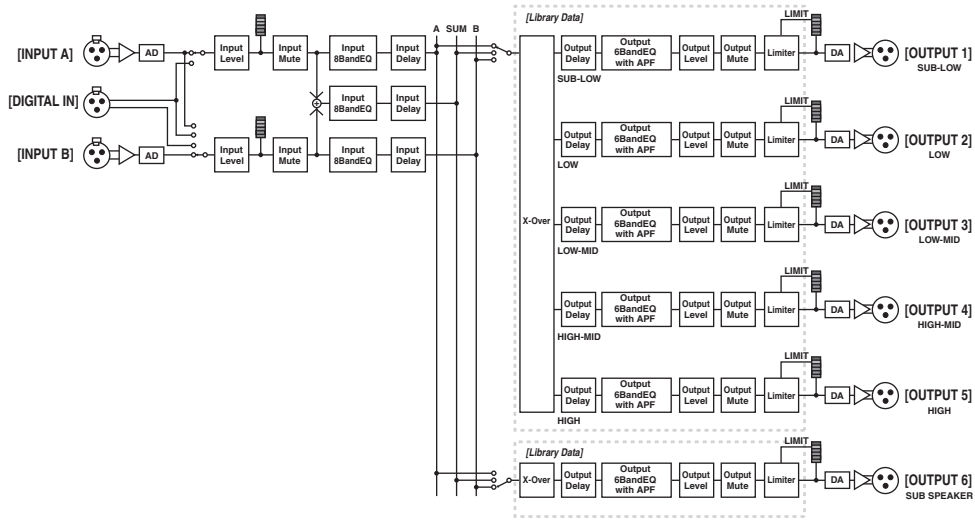 [Library Data]
A SUM B
LIMIT
[INPUT A]
AD
Input
Level
Input
Mute
Input
8BandEQ
Input
Delay
Output
Delay
Output
6BandEQ
with APF
Output
Level
Output
Mute
Limiter
DA
[OUTPUT 1]
SUB-LOW
SUB-LOW
[DIGITAL IN]
Input
8BandEQ
Input
Delay
[INPUT B]
AD
Input
Level
Input
Mute
Input
8BandEQ
Input
Delay
LIMIT
Output
Delay
Output
6BandEQ
with APF
Output
Level
Output
Mute
Limiter
DA
[OUTPUT 2]
LOW
LOW
X-Over
LIMIT
Output
Delay
Output
6BandEQ
with APF
Output
Level
Output
Mute
Limiter
DA
[OUTPUT 3]
LOW-MID
LOW-MID
LIMIT
Output
Delay
Output
6BandEQ
with APF
Output
Level
Output
Mute
Limiter
DA
[OUTPUT 4]
HIGH-MID
HIGH-MID
LIMIT
Output
Delay
Output
6BandEQ
with APF
Output
Level
Output
Mute
Limiter
DA
[OUTPUT 5]
HIGH
HIGH
[Library Data]
LIMIT
X-Over
Output
Delay
Output
6BandEQ
with APF
Output
Level
Output
Mute
Limiter
DA
[OUTPUT 6]
SUB SPEAKER